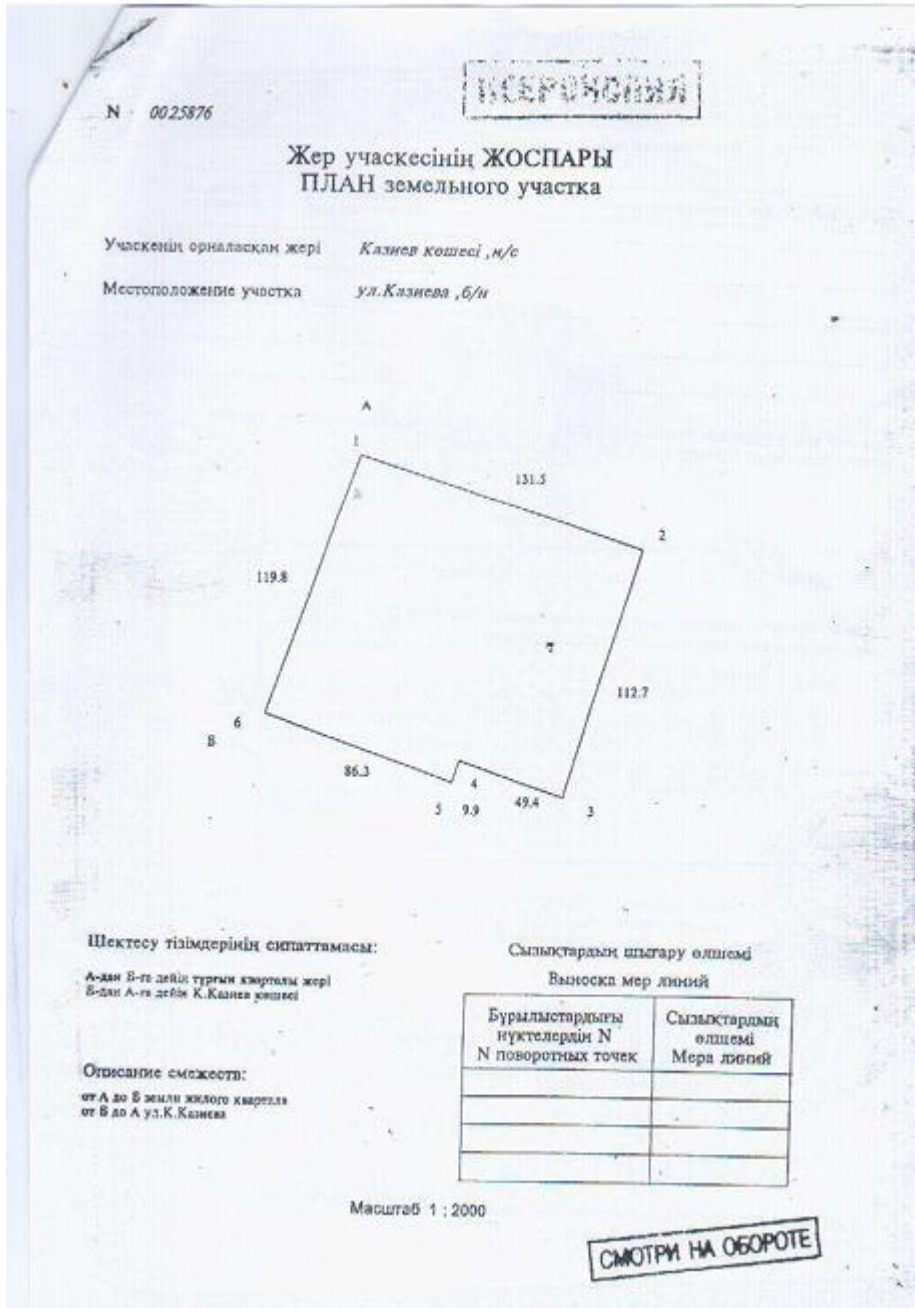 N 0025876
Жер учаскесінің ЖОСПАРЫ
ПЛАН земельного участка
Учаскенің орналасқан жері Казиев көшесі ,н/с
Местоположение участка ул.Казиева ,б/н
А
1
131.5
2
119.8
112.7
6
Б
86.3
4
49.4
5
9.9
3
Шектесу тізімдерінің сипаттамасы:
А-дан Б-ге дейін тұрғын кварталы жері
Б-дан А-ға дейін К.Казиев көшесі
Описание смежеств:
от А до Б земли жилого квартала
от Б до А ул.К.Казиева
Сызықтардың шығару өлшемі
Выноска мер линий
Бұрылыстардағы нүктелердің N
N поворотных точек
Сызықтардың өлшемі
Мера линий
Масштаб 1 : 2000
СМОТРИ НА ОБОРОТЕ